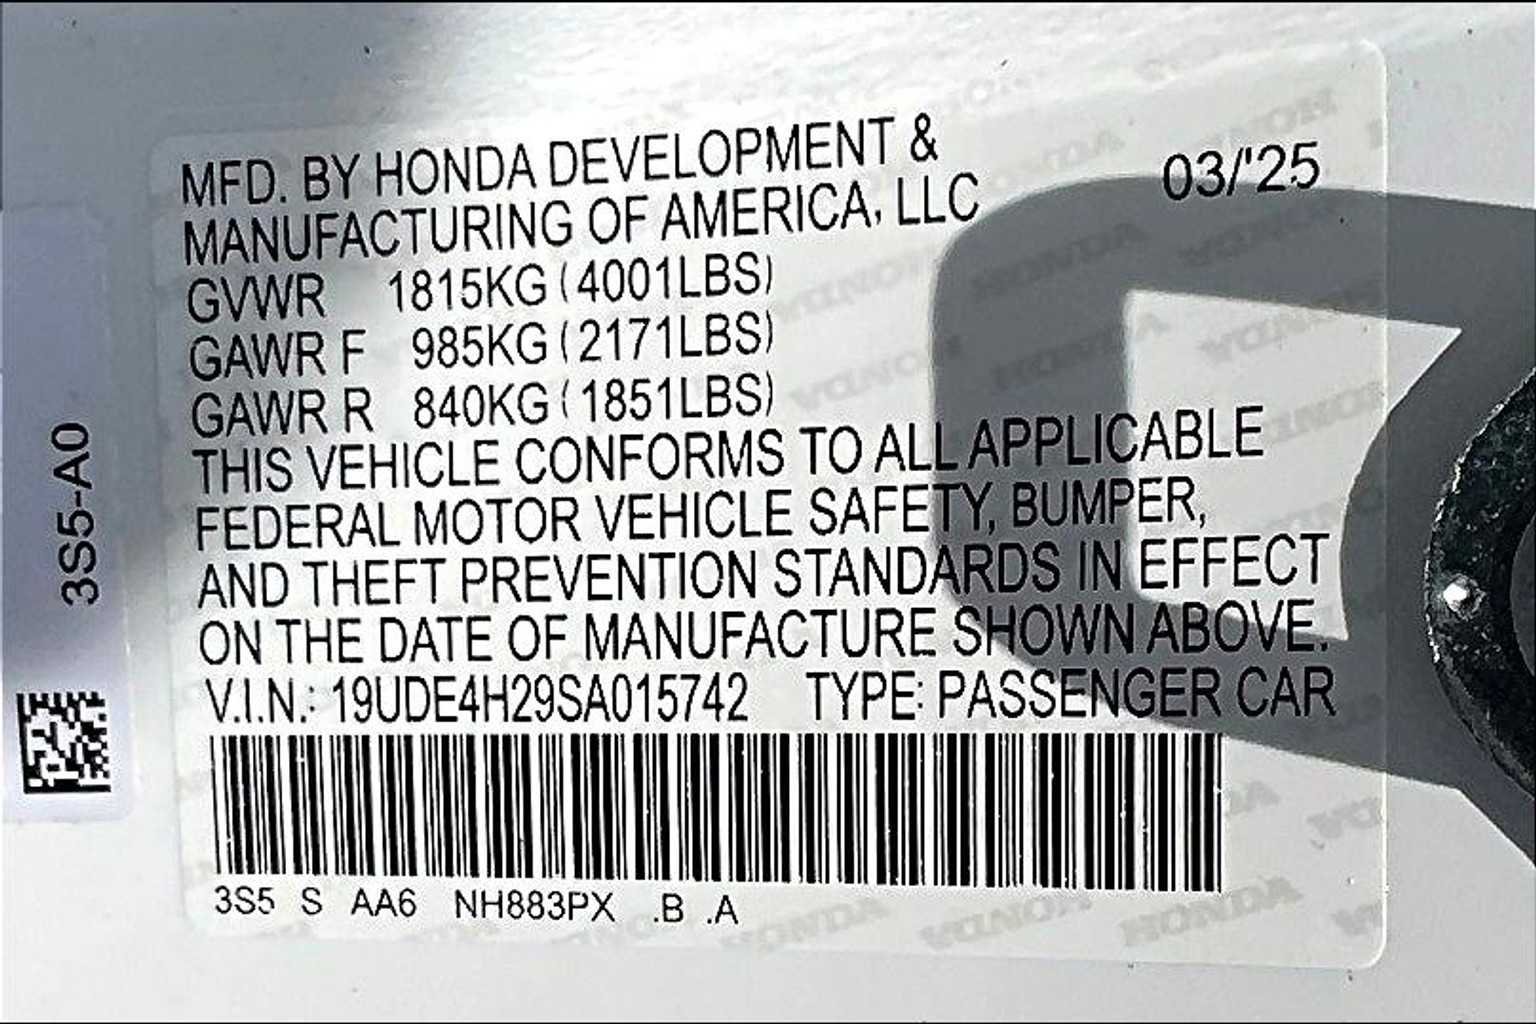 MFD. BY HONDA DEVELOPMENT &
MANUFACTURING OF AMERICA, LLC
03/'25
GVWR 1815KG (4001LBS)
GAWR F 985KG (2171LBS)
GAWR R 840KG (1851LBS)
THIS VEHICLE CONFORMS TO ALL APPLICABLE
FEDERAL MOTOR VEHICLE SAFETY, BUMPER,
AND THEFT PREVENTION STANDARDS IN EFFECT
ON THE DATE OF MANUFACTURE SHOWN ABOVE.
V.I.N.: 19UDE4H29SA015742 TYPE: PASSENGER CAR
3S5 S AA6 NH883PX .B .A
3S5-A0